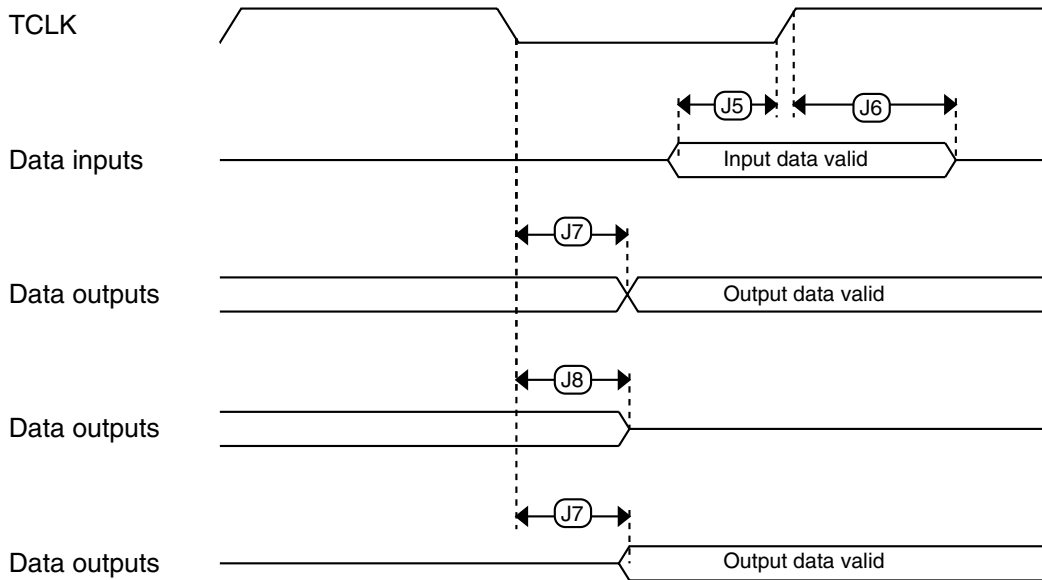 TCLK
J5
J6
Data inputs
Input data valid
J7
Data outputs
Output data valid
J8
Data outputs
J7
Data outputs
Output data valid